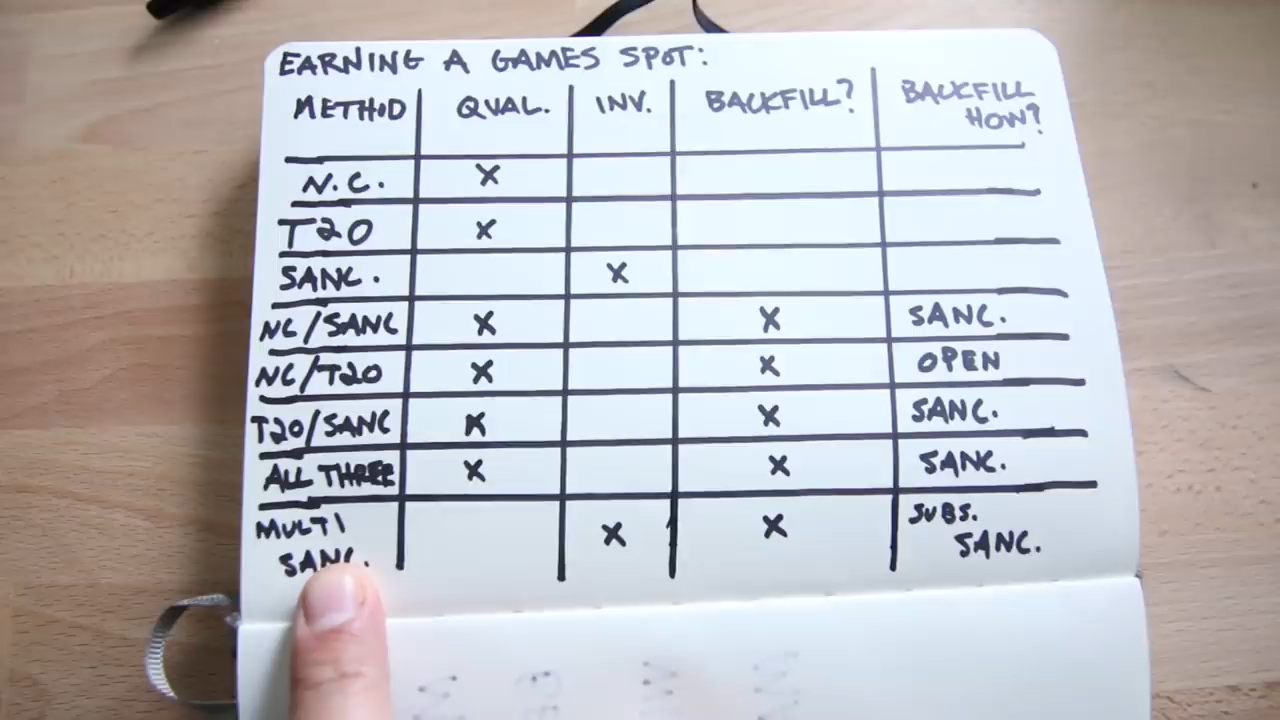 EARNING A GAMES SPOT:
METHOD QUAL. INV. BACKFILL? BACKFILL HOW?
N.C. X
T20 X
SANC. X
NC/SANC X X SANC.
NC/T20 X X OPEN
T20/SANC X X SANC.
ALL THREE X X SANC.
MULTI SANC. X X SUBS. SANC.